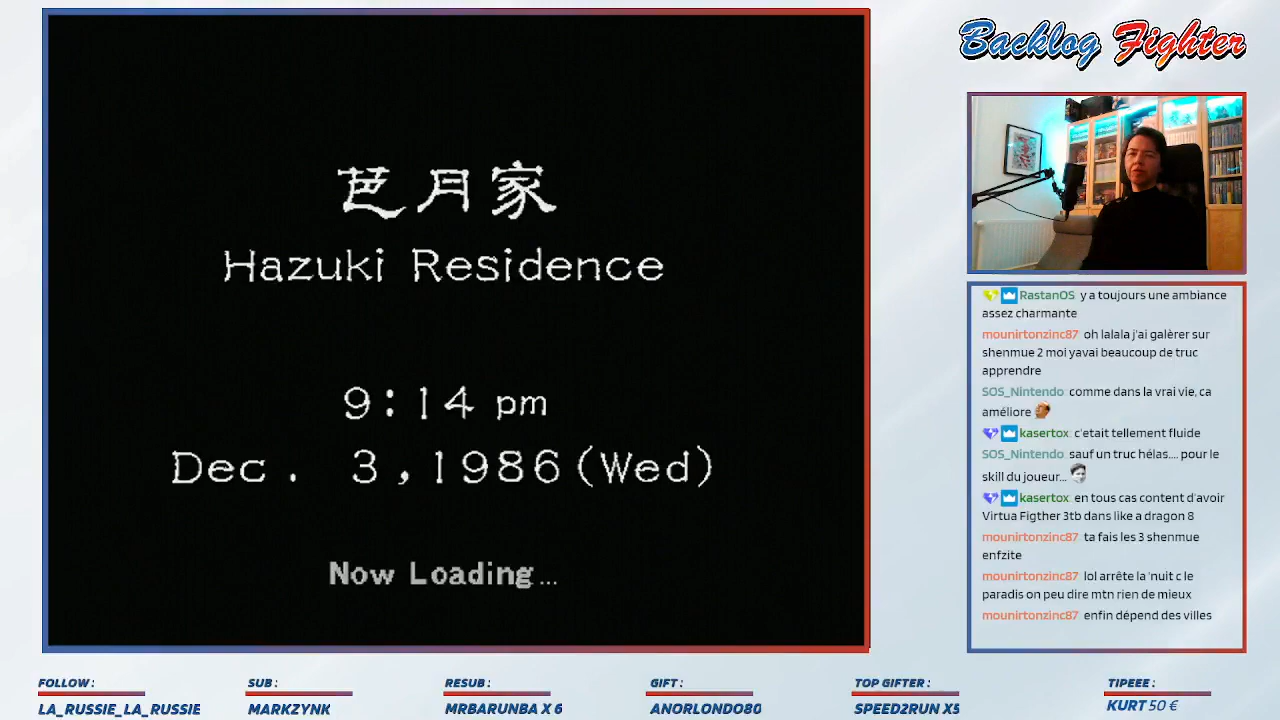 Backlog Fighter
芭月家
Hazuki Residence
9:14 pm
Dec. 3,1986(Wed)
Now Loading...
RastanOS y a toujours une ambiance
assez charmante
mounirtonzinc87 oh lalala j'ai galèrer sur
shenmue 2 moi yavai beaucoup de truc
apprendre
SOS_Nintendo comme dans la vrai vie, ca
améliore
kasertox: c'etait tellement fluide
SOS_Nintendo sauf un truc hélas.... pour le
skill du joueur...
kasertox: en tous cas content d'avoir
Virtua Figther 3tb dans like a dragon 8
mounirtonzinc87 ta fais les 3 shenmue
enfzite
mounirtonzinc87 lol arrête la 'nuit c le
paradis on peu dire mtn rien de mieux
mounirtonzinc87 enfin dépend des villes
FOLLOW : SUB : RESUB : GIFT : TOP GIFTER : TIPEEE :
LA_RUSSIE_LA_RUSSIE MARKZYNK MRBARUNBA X 6 ANORLONDO80 SPEED2RUN X5 KURT 50 €